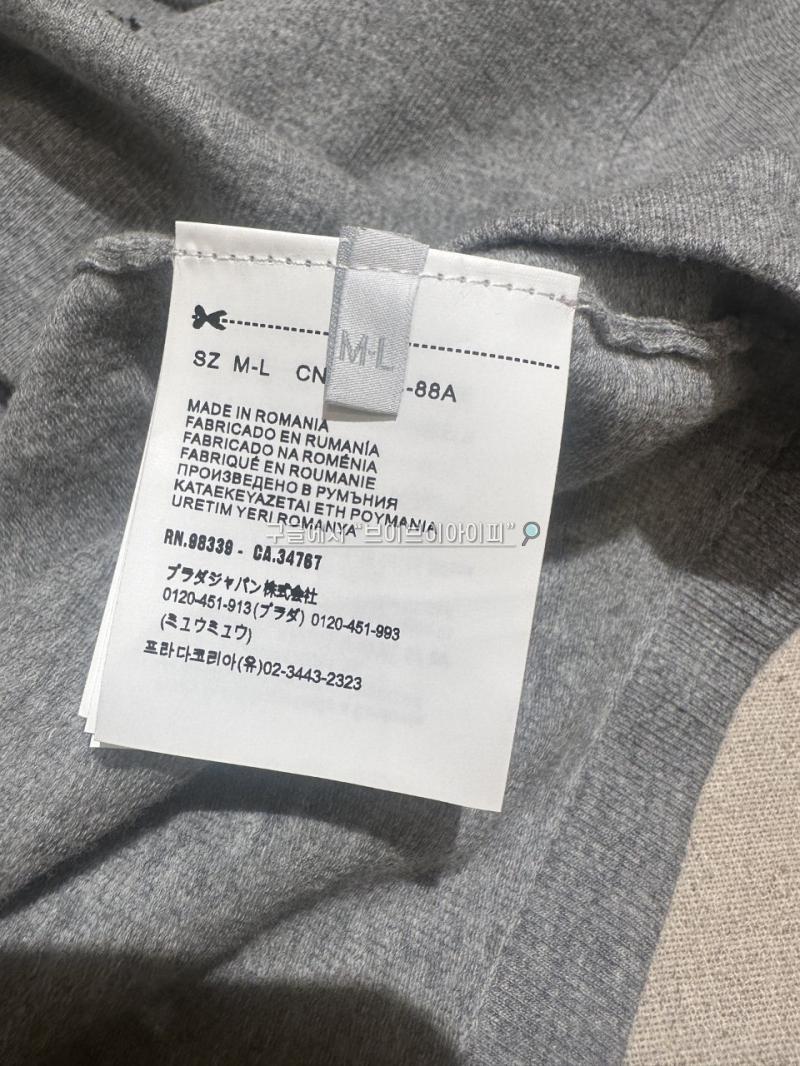 M-L
SZ M-L CN -88A
MADE IN ROMANIA
FABRICADO EN RUMANÍA
FABRICADO NA ROMÉNIA
FABRIQUÉ EN ROUMANIE
ПРОИЗВЕДЕНО В РУМЪНИЯ
KATAEKEYAZETAI ETH POYMANIA
URETIM YERI ROMANYA
구글에서 "브이브이아이피"
RN.98339 - CA.34767
プラダジャパン株式会社
0120-451-913(プラダ) 0120-451-993
(ミュウミュウ)
프라다코리아(유)02-3443-2323